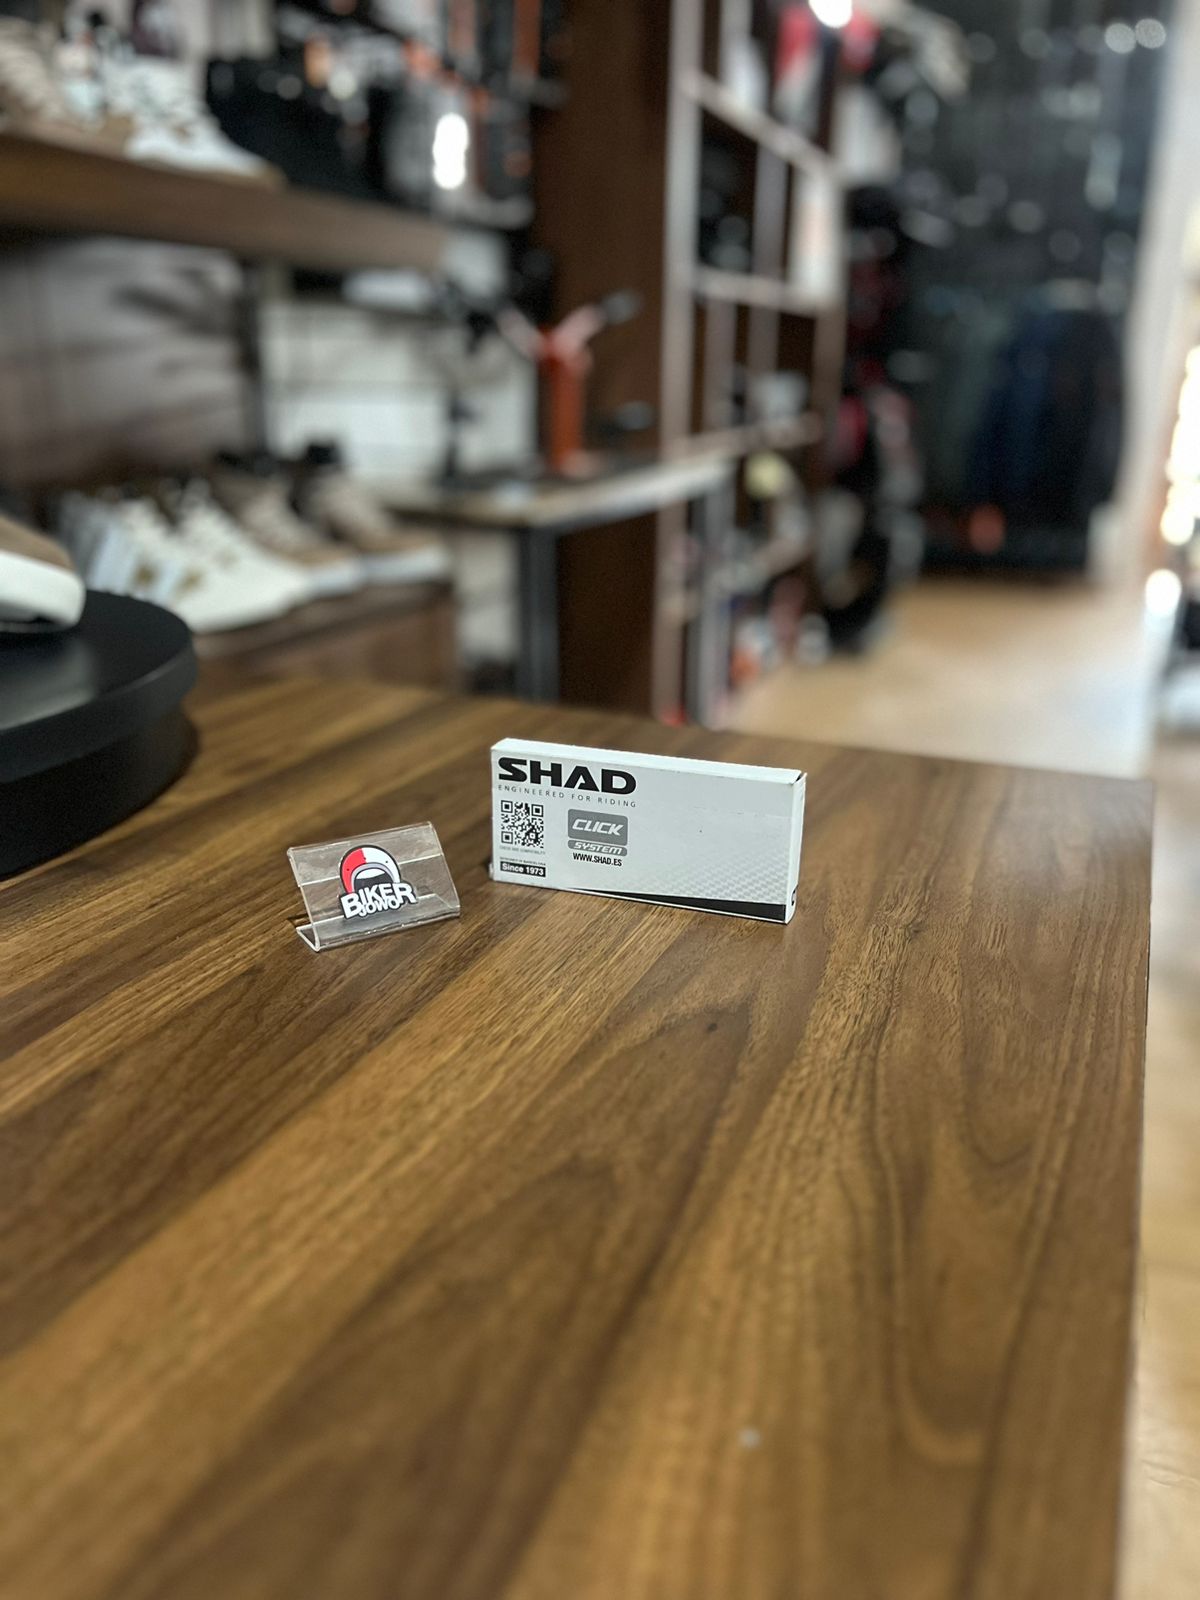 SHAD
ENGINEERED FOR RIDING
CLICK
SYSTEM
WWW.SHAD.ES
Since 1973
BIKER
JOWO